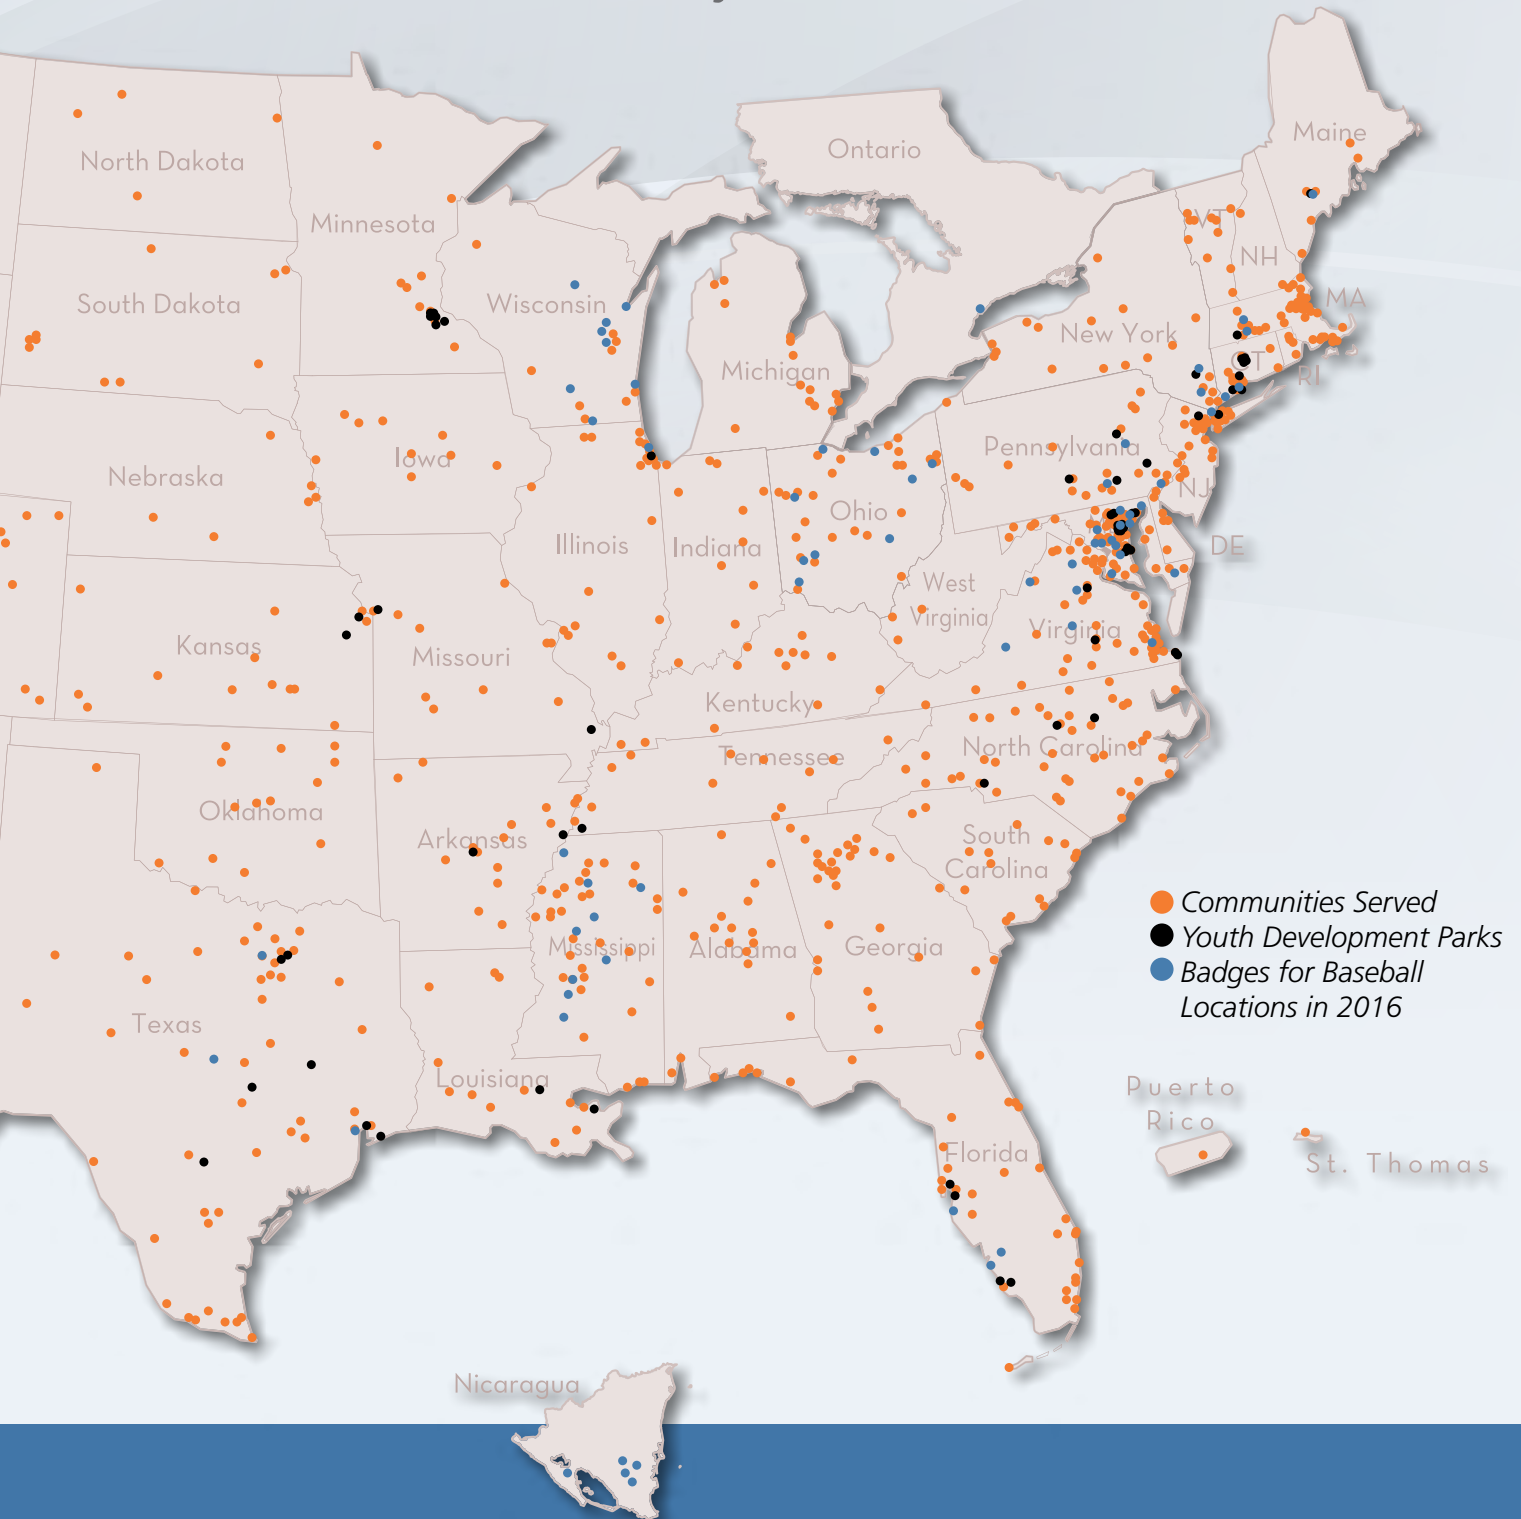 Maine
Ontario
North Dakota
Minnesota
VT
NH
South Dakota
Wisconsin
MA
New York
Michigan
CT
RI
Pennsylvania
Iowa
Nebraska
NJ
Ohio
Illinois
Indiana
DE
West
Virginia
Virginia
Kansas
Missouri
Kentucky
North Carolina
Tennessee
Oklahoma
Arkansas
South
Carolina
Communities Served
Youth Development Parks
Badges for Baseball
Locations in 2016
Mississippi
Alabama
Georgia
Texas
Louisiana
Puerto
Rico
Florida
St. Thomas
Nicaragua